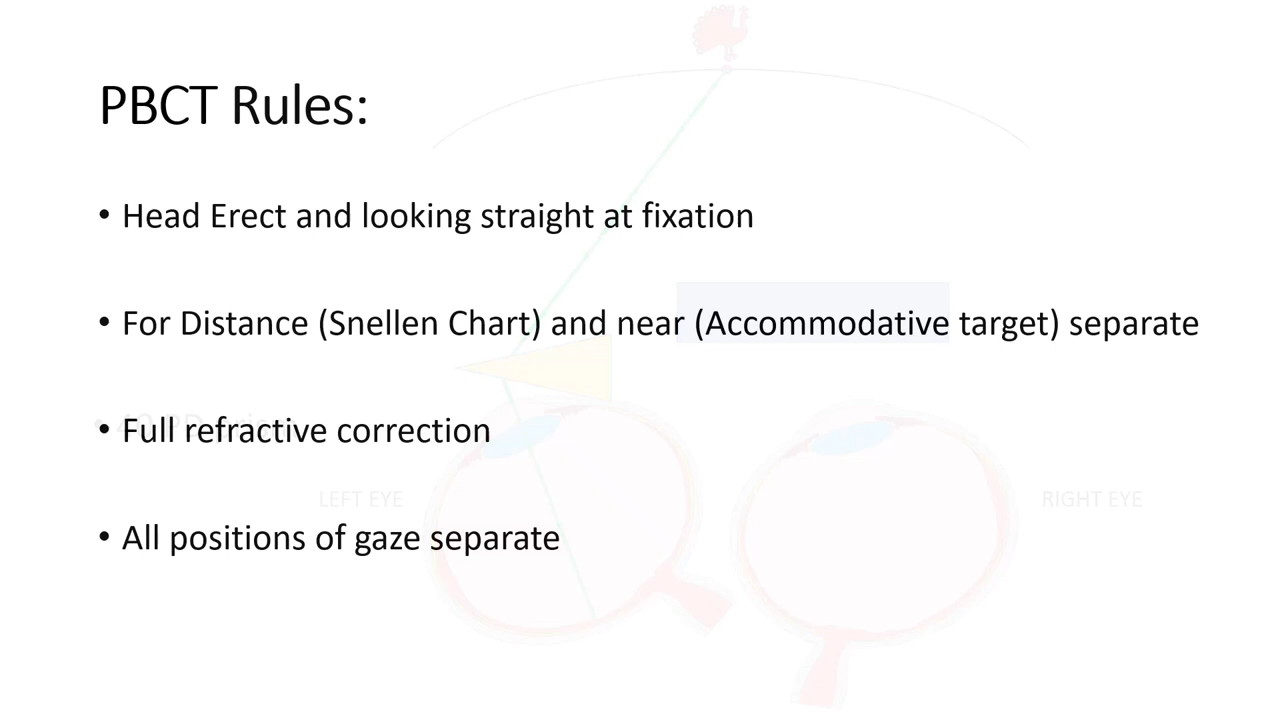 PBCT Rules:
• Head Erect and looking straight at fixation
• For Distance (Snellen Chart) and near (Accommodative target) separate
• Full refractive correction
LEFT EYE
RIGHT EYE
• All positions of gaze separate